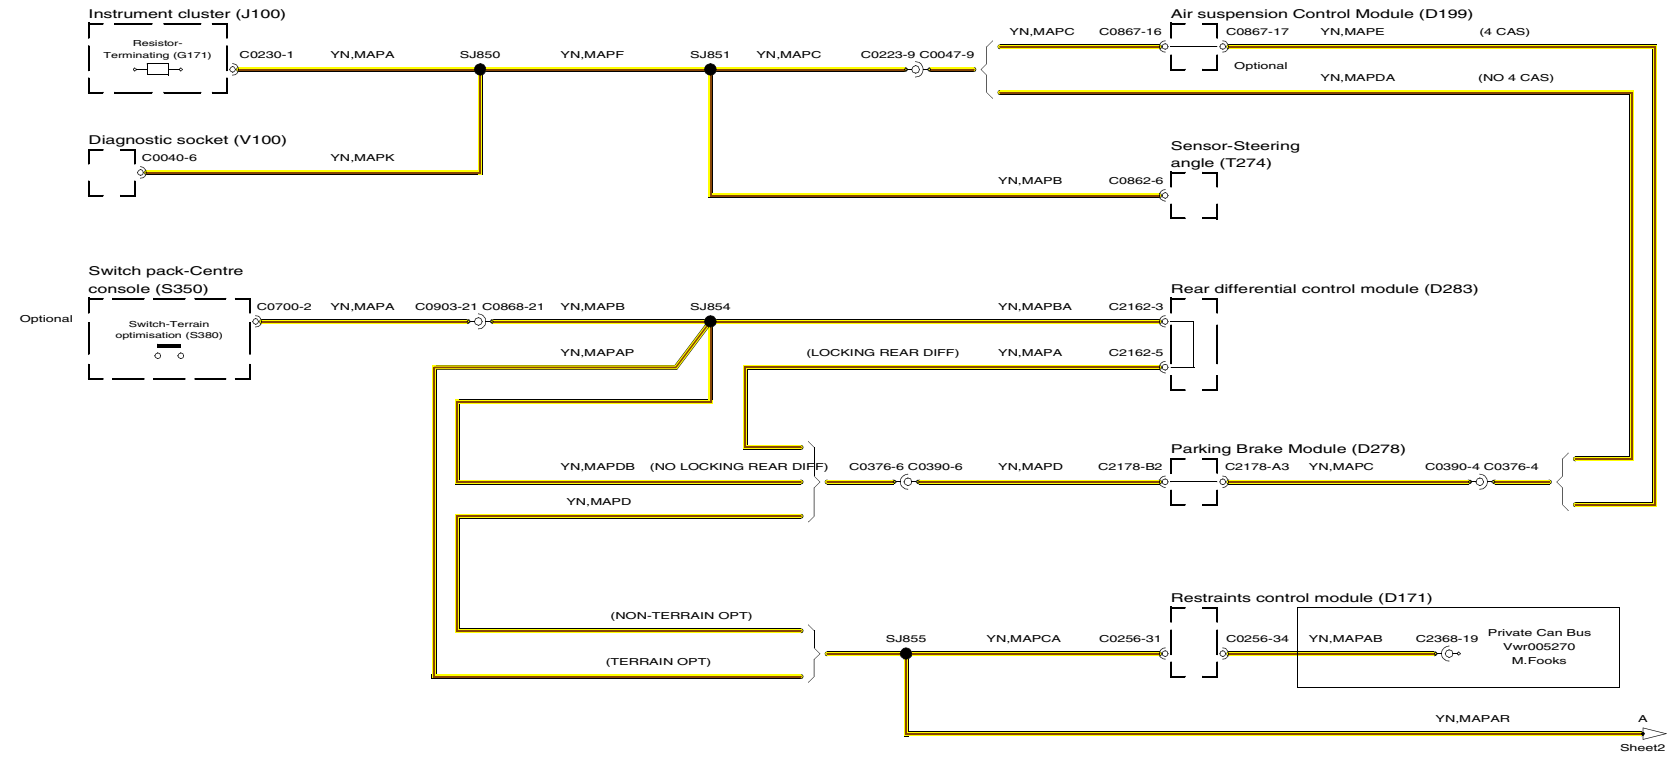 Instrument cluster (J100)
Resistor-
Terminating (G171)
C0230-1 YN,MAPA SJ850 YN,MAPF SJ851 YN,MAPC C0223-9 C0047-9
YN,MAPC C0867-16
Air suspension Control Module (D199)
C0867-17 YN,MAPE (4 CAS)
Optional
YN,MAPDA (NO 4 CAS)
Diagnostic socket (V100)
C0040-6 YN,MAPK
Sensor-Steering
angle (T274)
YN,MAPB C0862-6
Switch pack-Centre
console (S350)
Optional
Switch-Terrain
optimisation (S380)
C0700-2 YN,MAPA C0903-21 C0868-21 YN,MAPB SJ854 YN,MAPBA C2162-3
Rear differential control module (D283)
YN,MAPAP (LOCKING REAR DIFF) YN,MAPA C2162-5
Parking Brake Module (D278)
YN,MAPDB (NO LOCKING REAR DIFF) C0376-6 C0390-6 YN,MAPD C2178-B2
C2178-A3 YN,MAPC C0390-4 C0376-4
YN,MAPD
(NON-TERRAIN OPT)
(TERRAIN OPT)
Restraints control module (D171)
SJ855 YN,MAPCA C0256-31 C0256-34 YN,MAPAB C2368-19
Private Can Bus
Vwr005270
M.Fooks
YN,MAPAR A
Sheet2